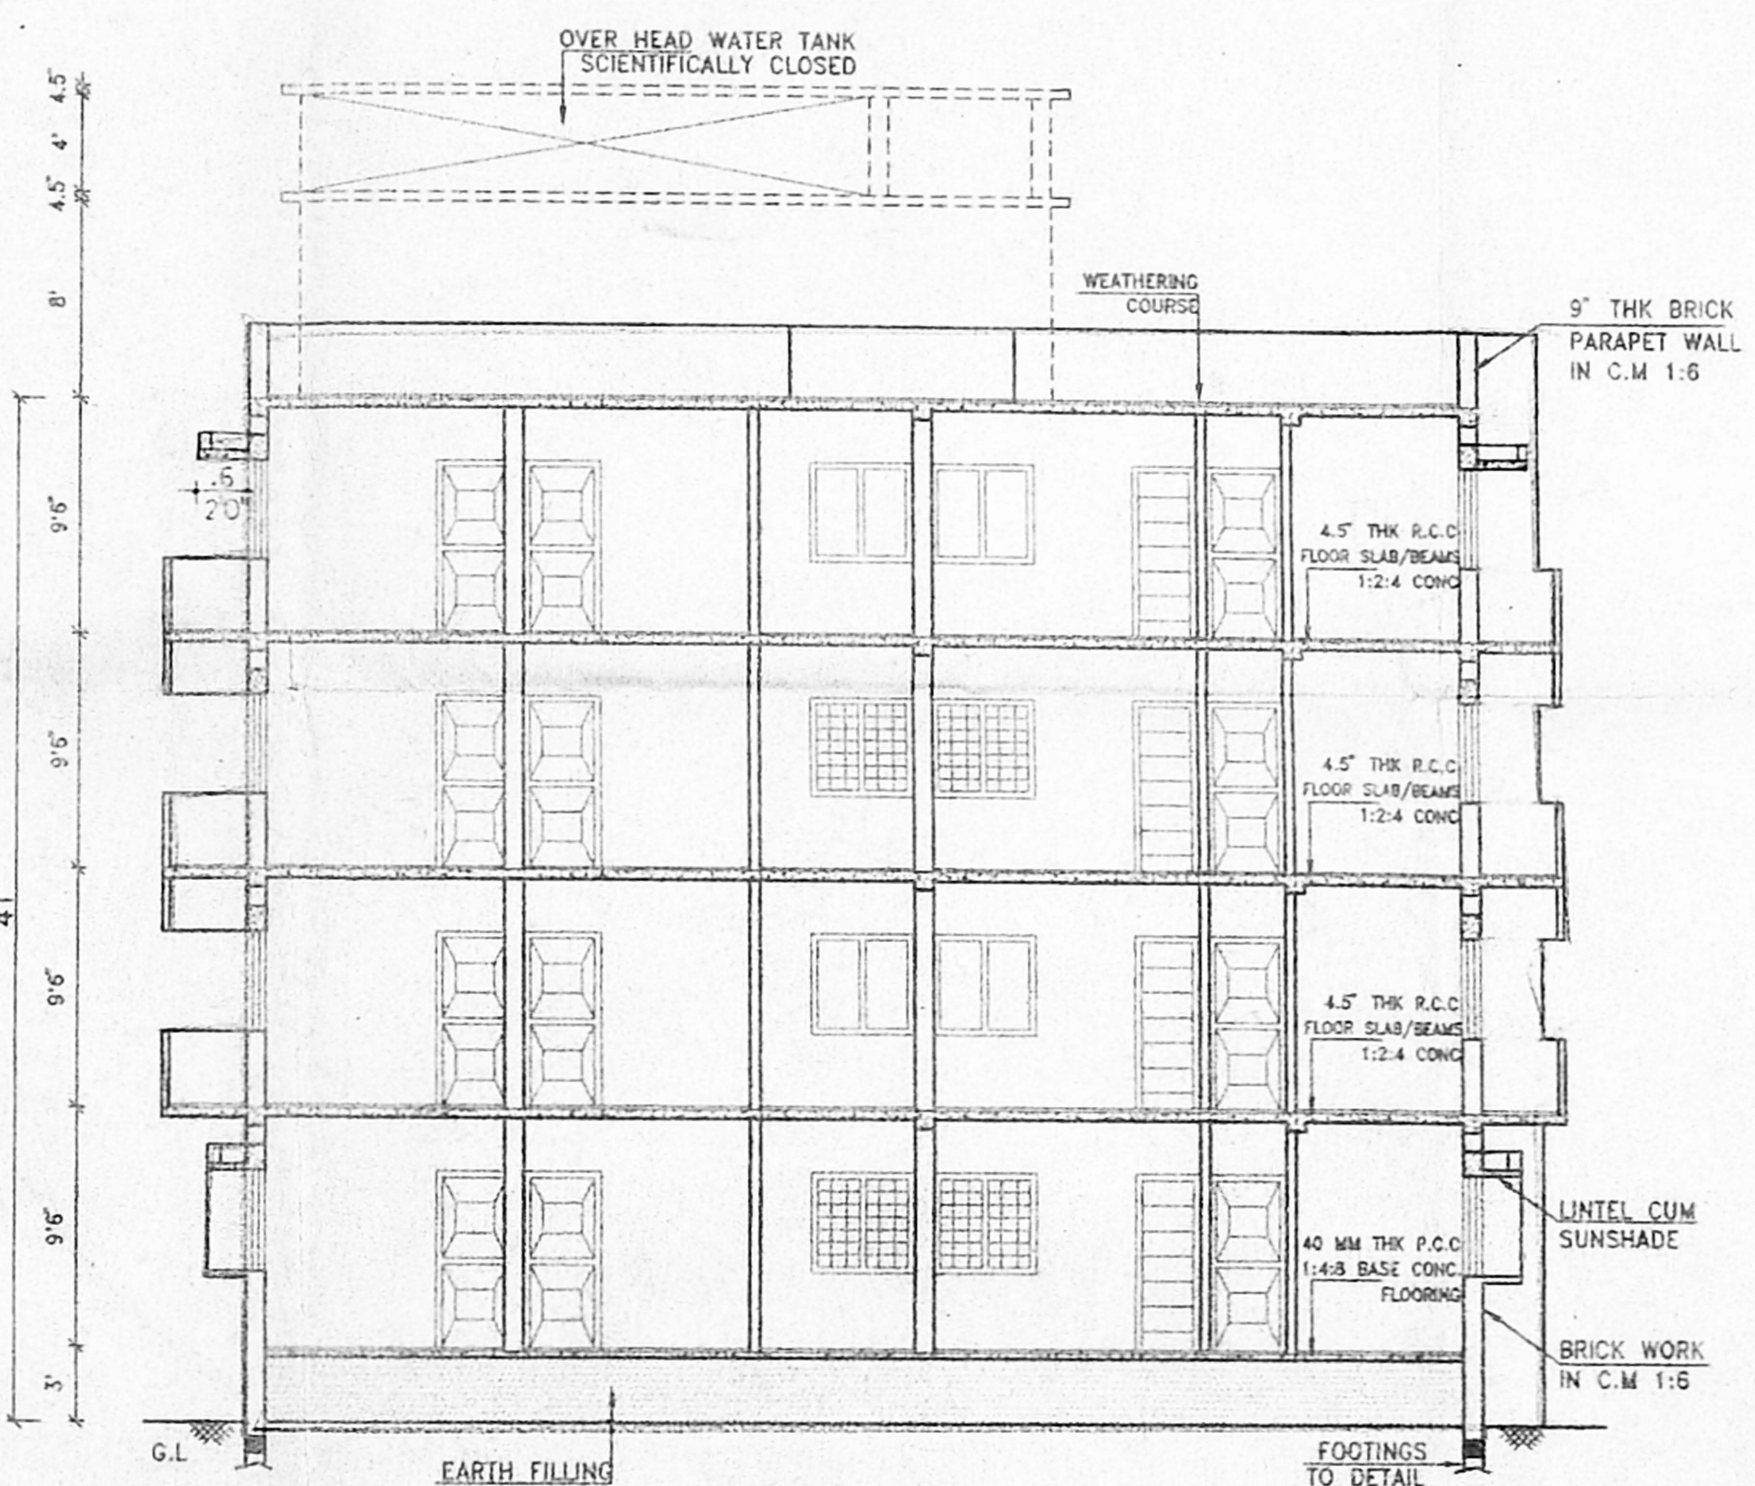 OVER HEAD WATER TANK
SCIENTIFICALLY CLOSED
4.5"
4'
4.5"
8'
WEATHERING
COURSE
9" THK BRICK
PARAPET WALL
IN C.M 1:6
.6
20"
9'6"
4.5" THK R.C.C
FLOOR SLAB/BEAMS
1:2:4 CONC
9'6"
4.5" THK R.C.C
FLOOR SLAB/BEAMS
1:2:4 CONC
41
9'6"
4.5" THK R.C.C
FLOOR SLAB/BEAMS
1:2:4 CONC
LINTEL CUM
SUNSHADE
9'6"
40 MM THK P.C.C
1:4:8 BASE CONC.
FLOORING
BRICK WORK
IN C.M 1:6
3'
G.L
EARTH FILLING
FOOTINGS
TO DETAIL